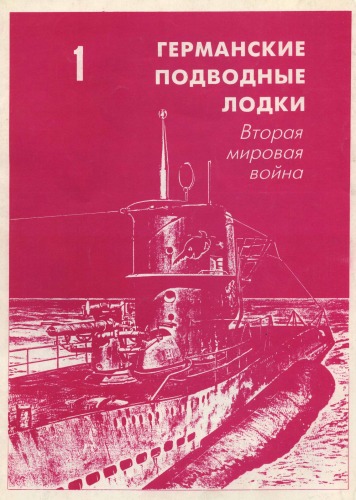 1
ГЕРМАНСКИЕ
ПОДВОДНЫЕ
ЛОДКИ
Вторая
мировая
война